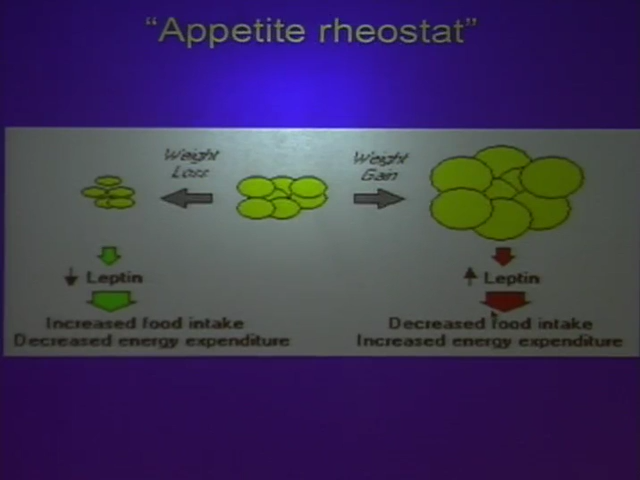 “Appetite rheostat”
Weight
Loss
Weight
Gain
Leptin
Increased food intake
Decreased energy expenditure
Leptin
Decreased food intake
Increased energy expenditure